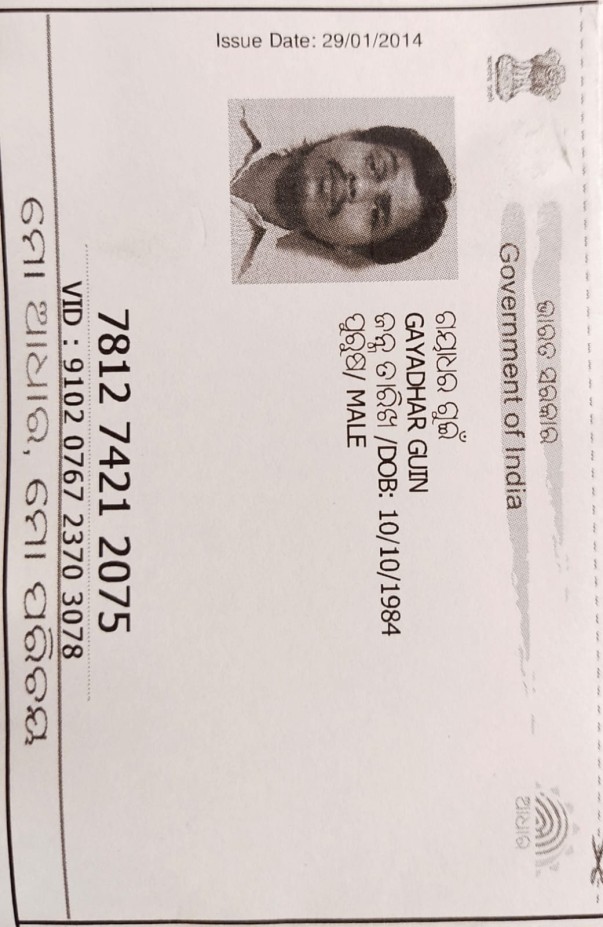 ଭାରତ ସରକାର
Government of India
Issue Date: 29/01/2014
ଗୟାଧର ଗୁଇଁ
GAYADHAR GUIN
ଜନ୍ମ ତାରିଖ /DOB: 10/10/1984
ପୁରୁଷ/ MALE
ଆଧାର
7812 7421 2075
VID : 9102 0767 2370 3078
ମୋ ଆଧାର, ମୋ ପରିଚୟ